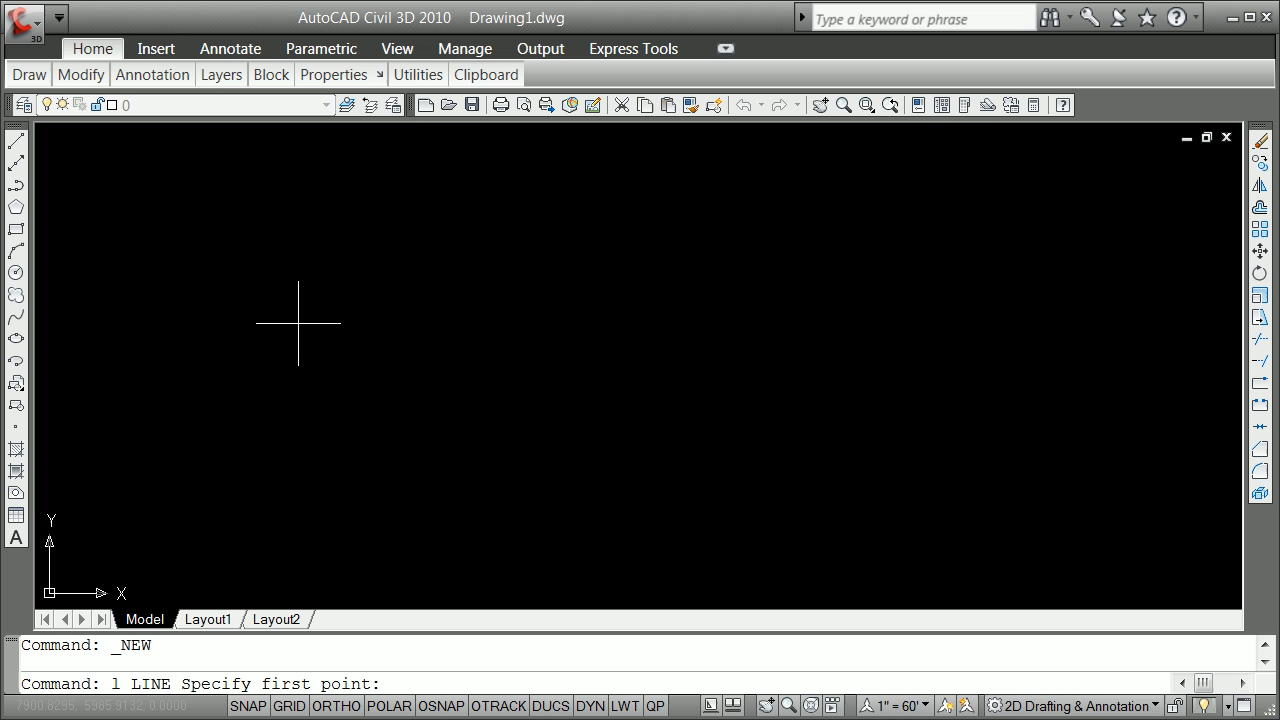 AutoCAD Civil 3D 2010 Drawing1.dwg
Type a keyword or phrase
3D
Home Insert Annotate Parametric View Manage Output Express Tools
Draw Modify Annotation Layers Block Properties Utilities Clipboard
0
A
Y
X
Model Layout1 Layout2
Command: _NEW
Command: l LINE Specify first point:
7900.8295, 5985.9132, 0.0000 SNAP GRID ORTHO POLAR OSNAP OTRACK DUCS DYN LWT QP 1" = 60' 2D Drafting & Annotation